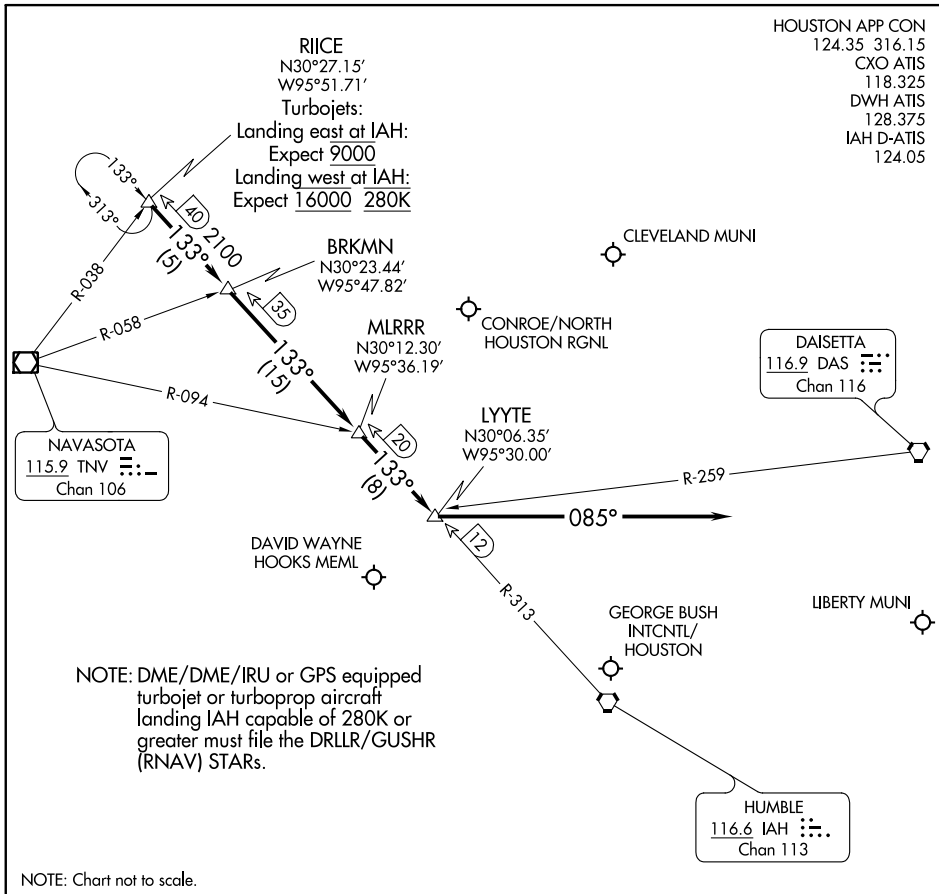 HOUSTON APP CON
124.35 316.15
CXO ATIS
118.325
DWH ATIS
128.375
IAH D-ATIS
124.05
RIICE
N30°27.15'
W95°51.71'
Turbojets:
Landing east at IAH:
Expect 9000
Landing west at IAH:
Expect 16000 280K
133°
313°
40
2100
133°
(5)
R-038
BRKMN
N30°23.44'
W95°47.82'
35
R-058
133°
(15)
MLRRR
N30°12.30'
W95°36.19'
R-094
20
133°
(8)
CLEVELAND MUNI
CONROE/NORTH
HOUSTON RGNL
DAISETTA
116.9 DAS
Chan 116
LYYTE
N30°06.35'
W95°30.00'
NAVASOTA
115.9 TNV
Chan 106
R-259
085°
12
R-313
DAVID WAYNE
HOOKS MEML
GEORGE BUSH
INTCNTL/
HOUSTON
LIBERTY MUNI
NOTE: DME/DME/IRU or GPS equipped
turbojet or turboprop aircraft
landing IAH capable of 280K or
greater must file the DRLLR/GUSHR
(RNAV) STARs.
HUMBLE
116.6 IAH
Chan 113
NOTE: Chart not to scale.